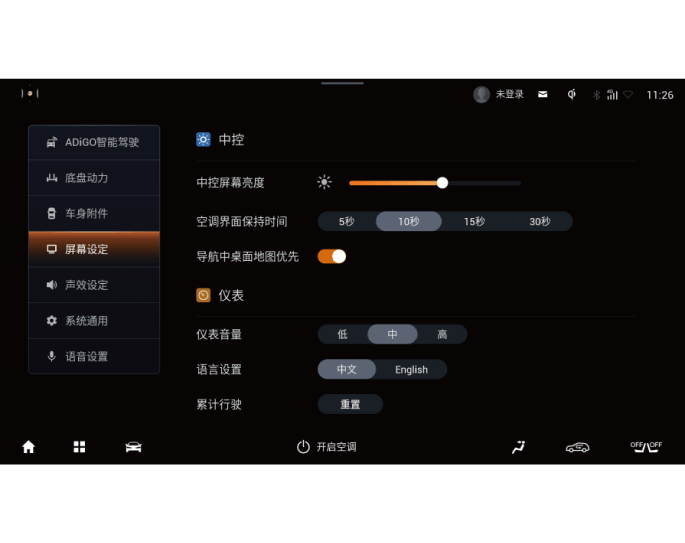 未登录 4G 11:26
ADiGO智能驾驶
底盘动力
车身附件
屏幕设定
声效设定
系统通用
语音设置
中控
中控屏幕亮度
空调界面保持时间 5秒 10秒 15秒 30秒
导航中桌面地图优先
仪表
仪表音量 低 中 高
语言设置 中文 English
累计行驶 重置
开启空调 OFF OFF